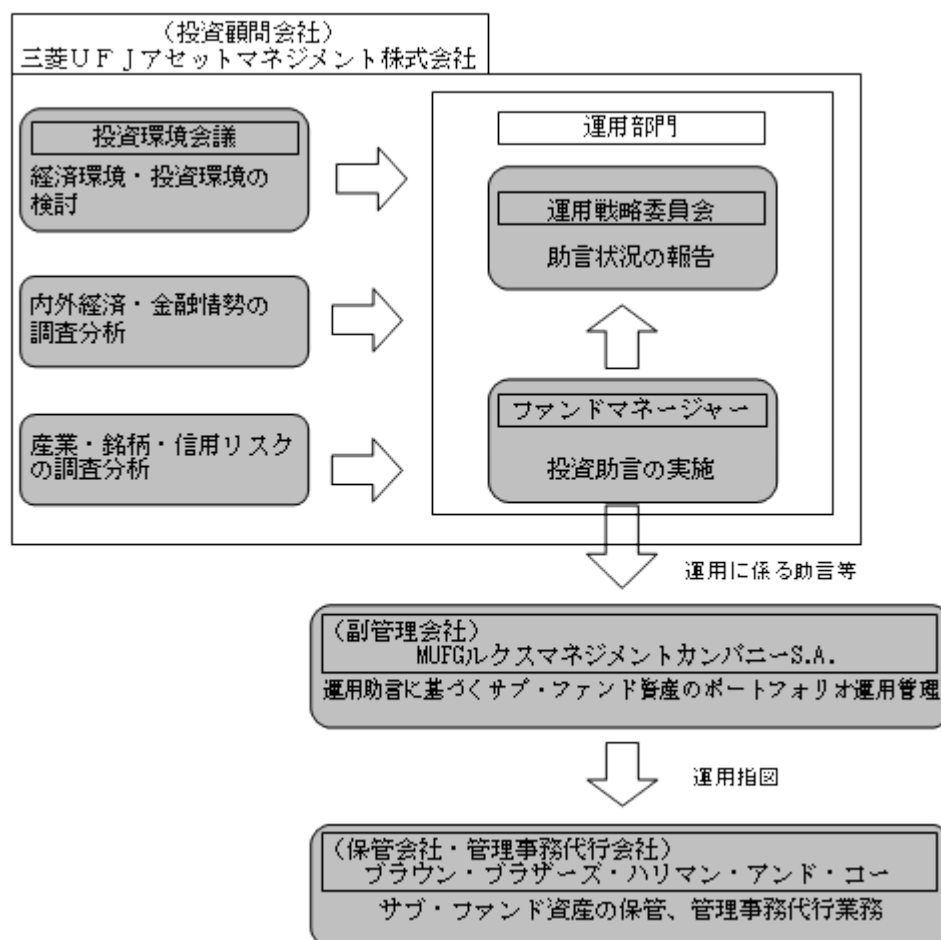 (投資顧問会社)
三菱UFJアセットマネジメント株式会社
投資環境会議
経済環境・投資環境の
検討
内外経済・金融情勢の
調査分析
産業・銘柄・信用リスク
の調査分析
運用部門
運用戦略委員会
助言状況の報告
ファンドマネージャー
投資助言の実施
運用に係る助言等
(副管理会社)
MUFGルクスマネジメントカンパニーS.A.
運用助言に基づくサブ・ファンド資産のポートフォリオ運用管理
運用指図
(保管会社・管理事務代行会社)
ブラウン・ブラザーズ・ハリマン・アンド・コー
サブ・ファンド資産の保管、管理事務代行業務